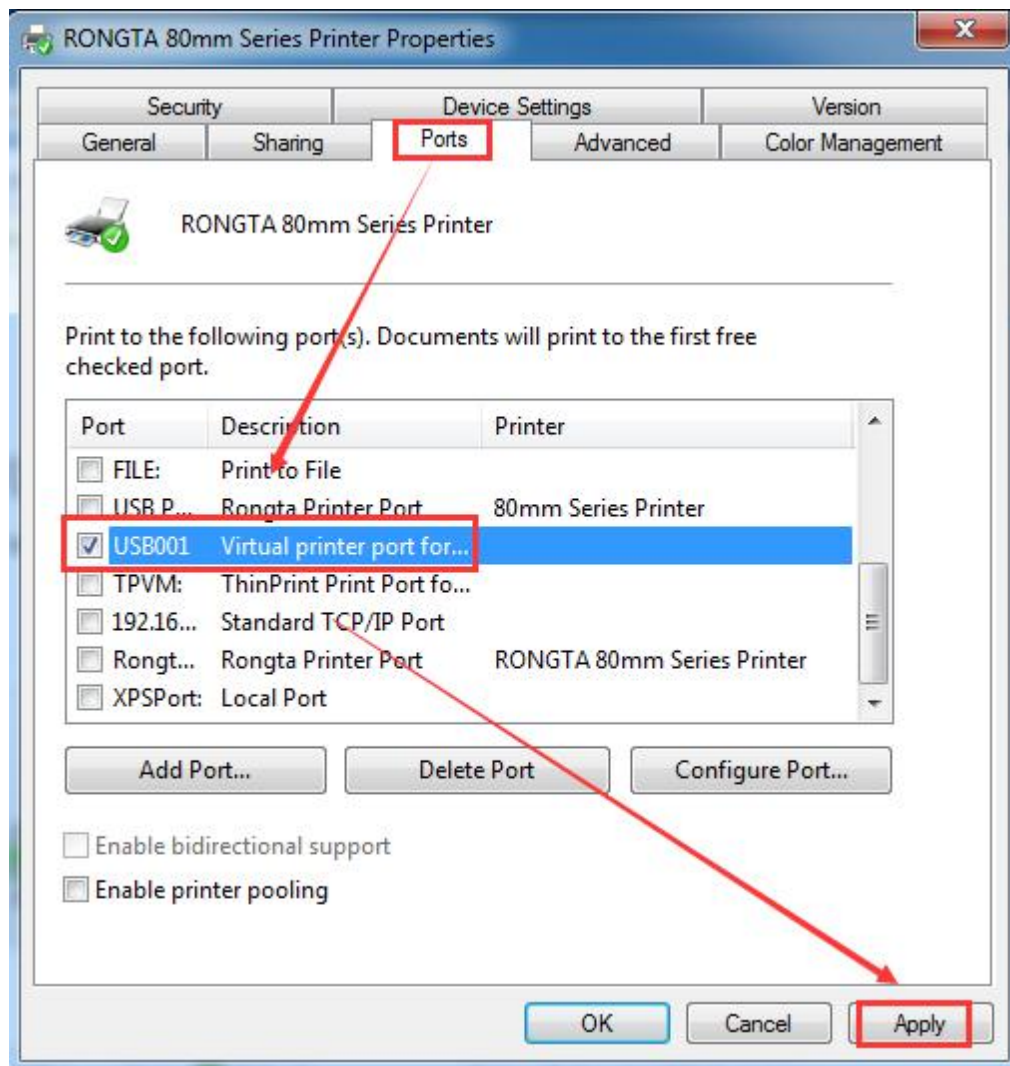 RONGTA 80mm Series Printer Properties
Security Device Settings Version
General Sharing Ports Advanced Color Management
RONGTA 80mm Series Printer
Print to the following port(s). Documents will print to the first free
checked port.
Port Description Printer
FILE: Print to File
USB P... Rongta Printer Port 80mm Series Printer
USB001 Virtual printer port for...
TPVM: ThinPrint Print Port fo...
192.16... Standard TCP/IP Port
Rongt... Rongta Printer Port RONGTA 80mm Series Printer
XPSPort: Local Port
Add Port... Delete Port Configure Port...
Enable bidirectional support
Enable printer pooling
OK Cancel Apply